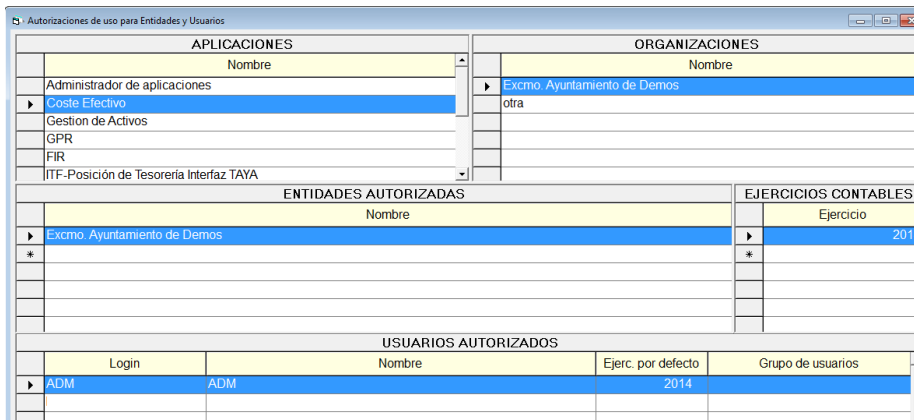 Autorizaciones de uso para Entidades y Usuarios
APLICACIONES
Nombre
Administrador de aplicaciones
Coste Efectivo
Gestion de Activos
GPR
FIR
ITF-Posición de Tesorería Interfaz TAYA
ORGANIZACIONES
Nombre
Excmo. Ayuntamiento de Demos
otra
ENTIDADES AUTORIZADAS
Nombre
Excmo. Ayuntamiento de Demos
EJERCICIOS CONTABLES
Ejercicio
201
USUARIOS AUTORIZADOS
Login Nombre Ejerc. por defecto Grupo de usuarios
ADM ADM 2014